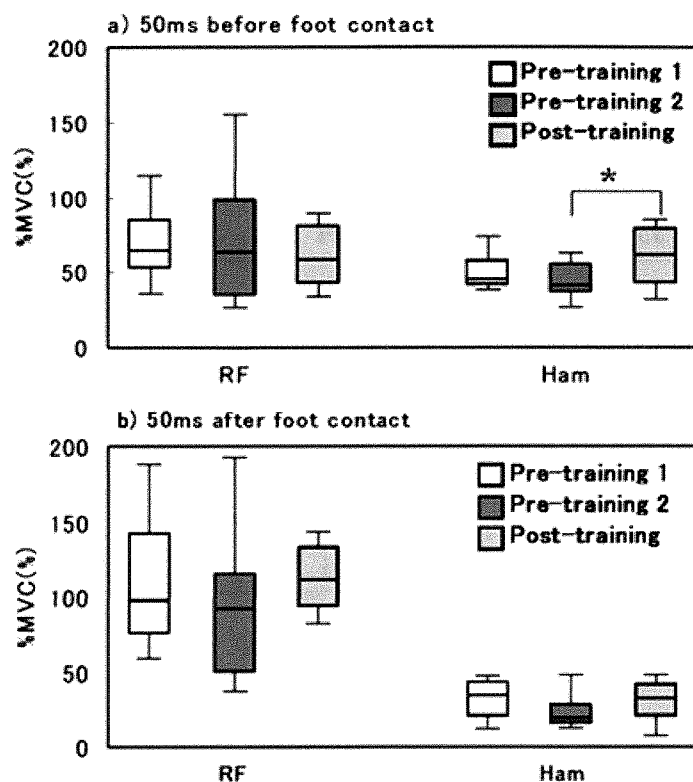 a) 50ms before foot contact
200
150
100
50
0
%MVC(%)
Pre-training 1
Pre-training 2
Post-training
*
RF
Ham
b) 50ms after foot contact
200
150
100
50
0
%MVC(%)
Pre-training 1
Pre-training 2
Post-training
RF
Ham